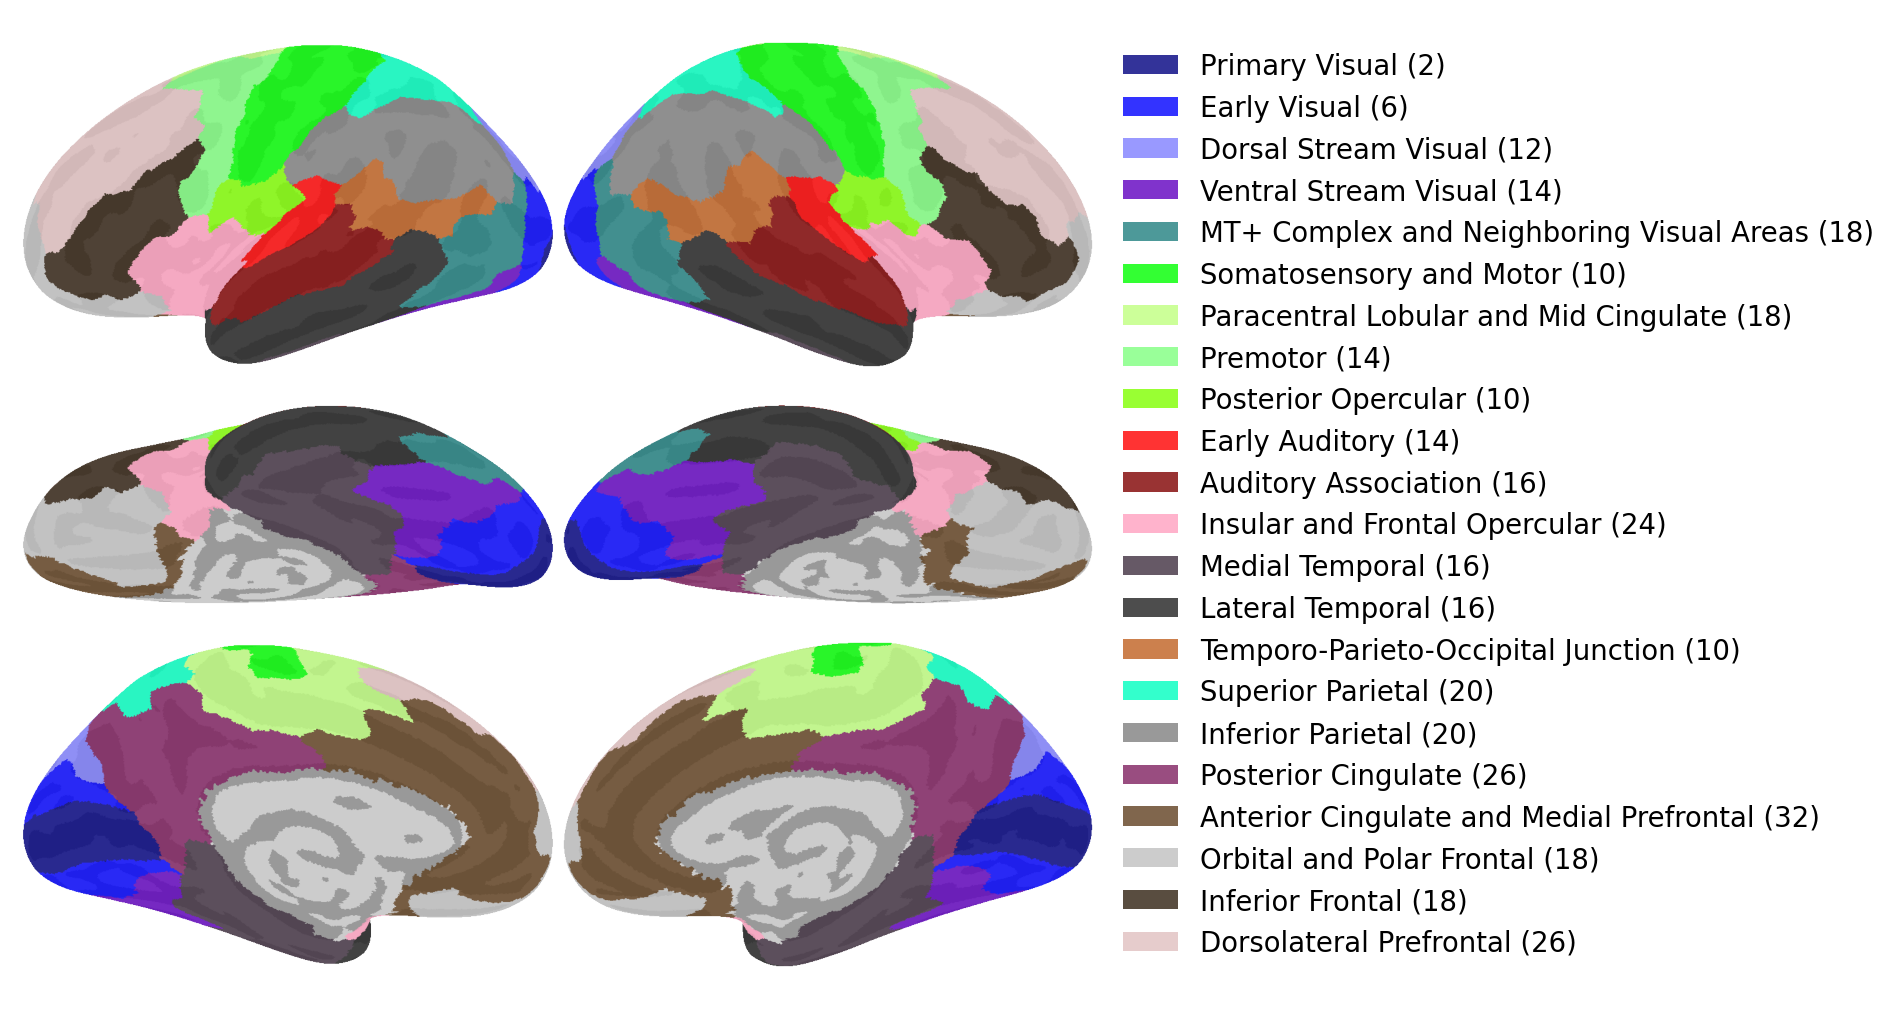 Primary Visual (2)
Early Visual (6)
Dorsal Stream Visual (12)
Ventral Stream Visual (14)
MT+ Complex and Neighboring Visual Areas (18)
Somatosensory and Motor (10)
Paracentral Lobular and Mid Cingulate (18)
Premotor (14)
Posterior Opercular (10)
Early Auditory (14)
Auditory Association (16)
Insular and Frontal Opercular (24)
Medial Temporal (16)
Lateral Temporal (16)
Temporo-Parieto-Occipital Junction (10)
Superior Parietal (20)
Inferior Parietal (20)
Posterior Cingulate (26)
Anterior Cingulate and Medial Prefrontal (32)
Orbital and Polar Frontal (18)
Inferior Frontal (18)
Dorsolateral Prefrontal (26)